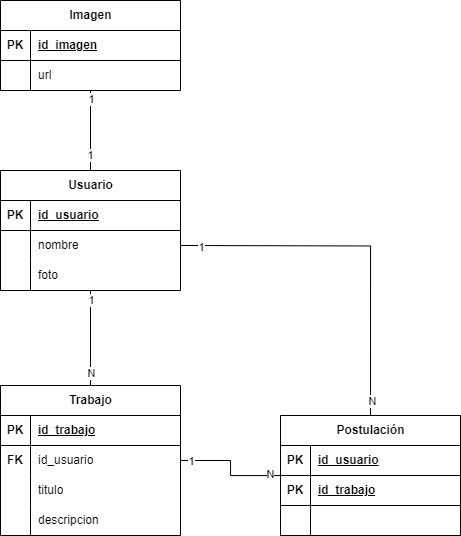 Imagen
PK id_imagen
url
1
1
Usuario
PK id_usuario
nombre
1
foto
1
N
N
Trabajo
PK id_trabajo
FK id_usuario
1
titulo
descripcion
Postulación
PK id_usuario
N
PK id_trabajo